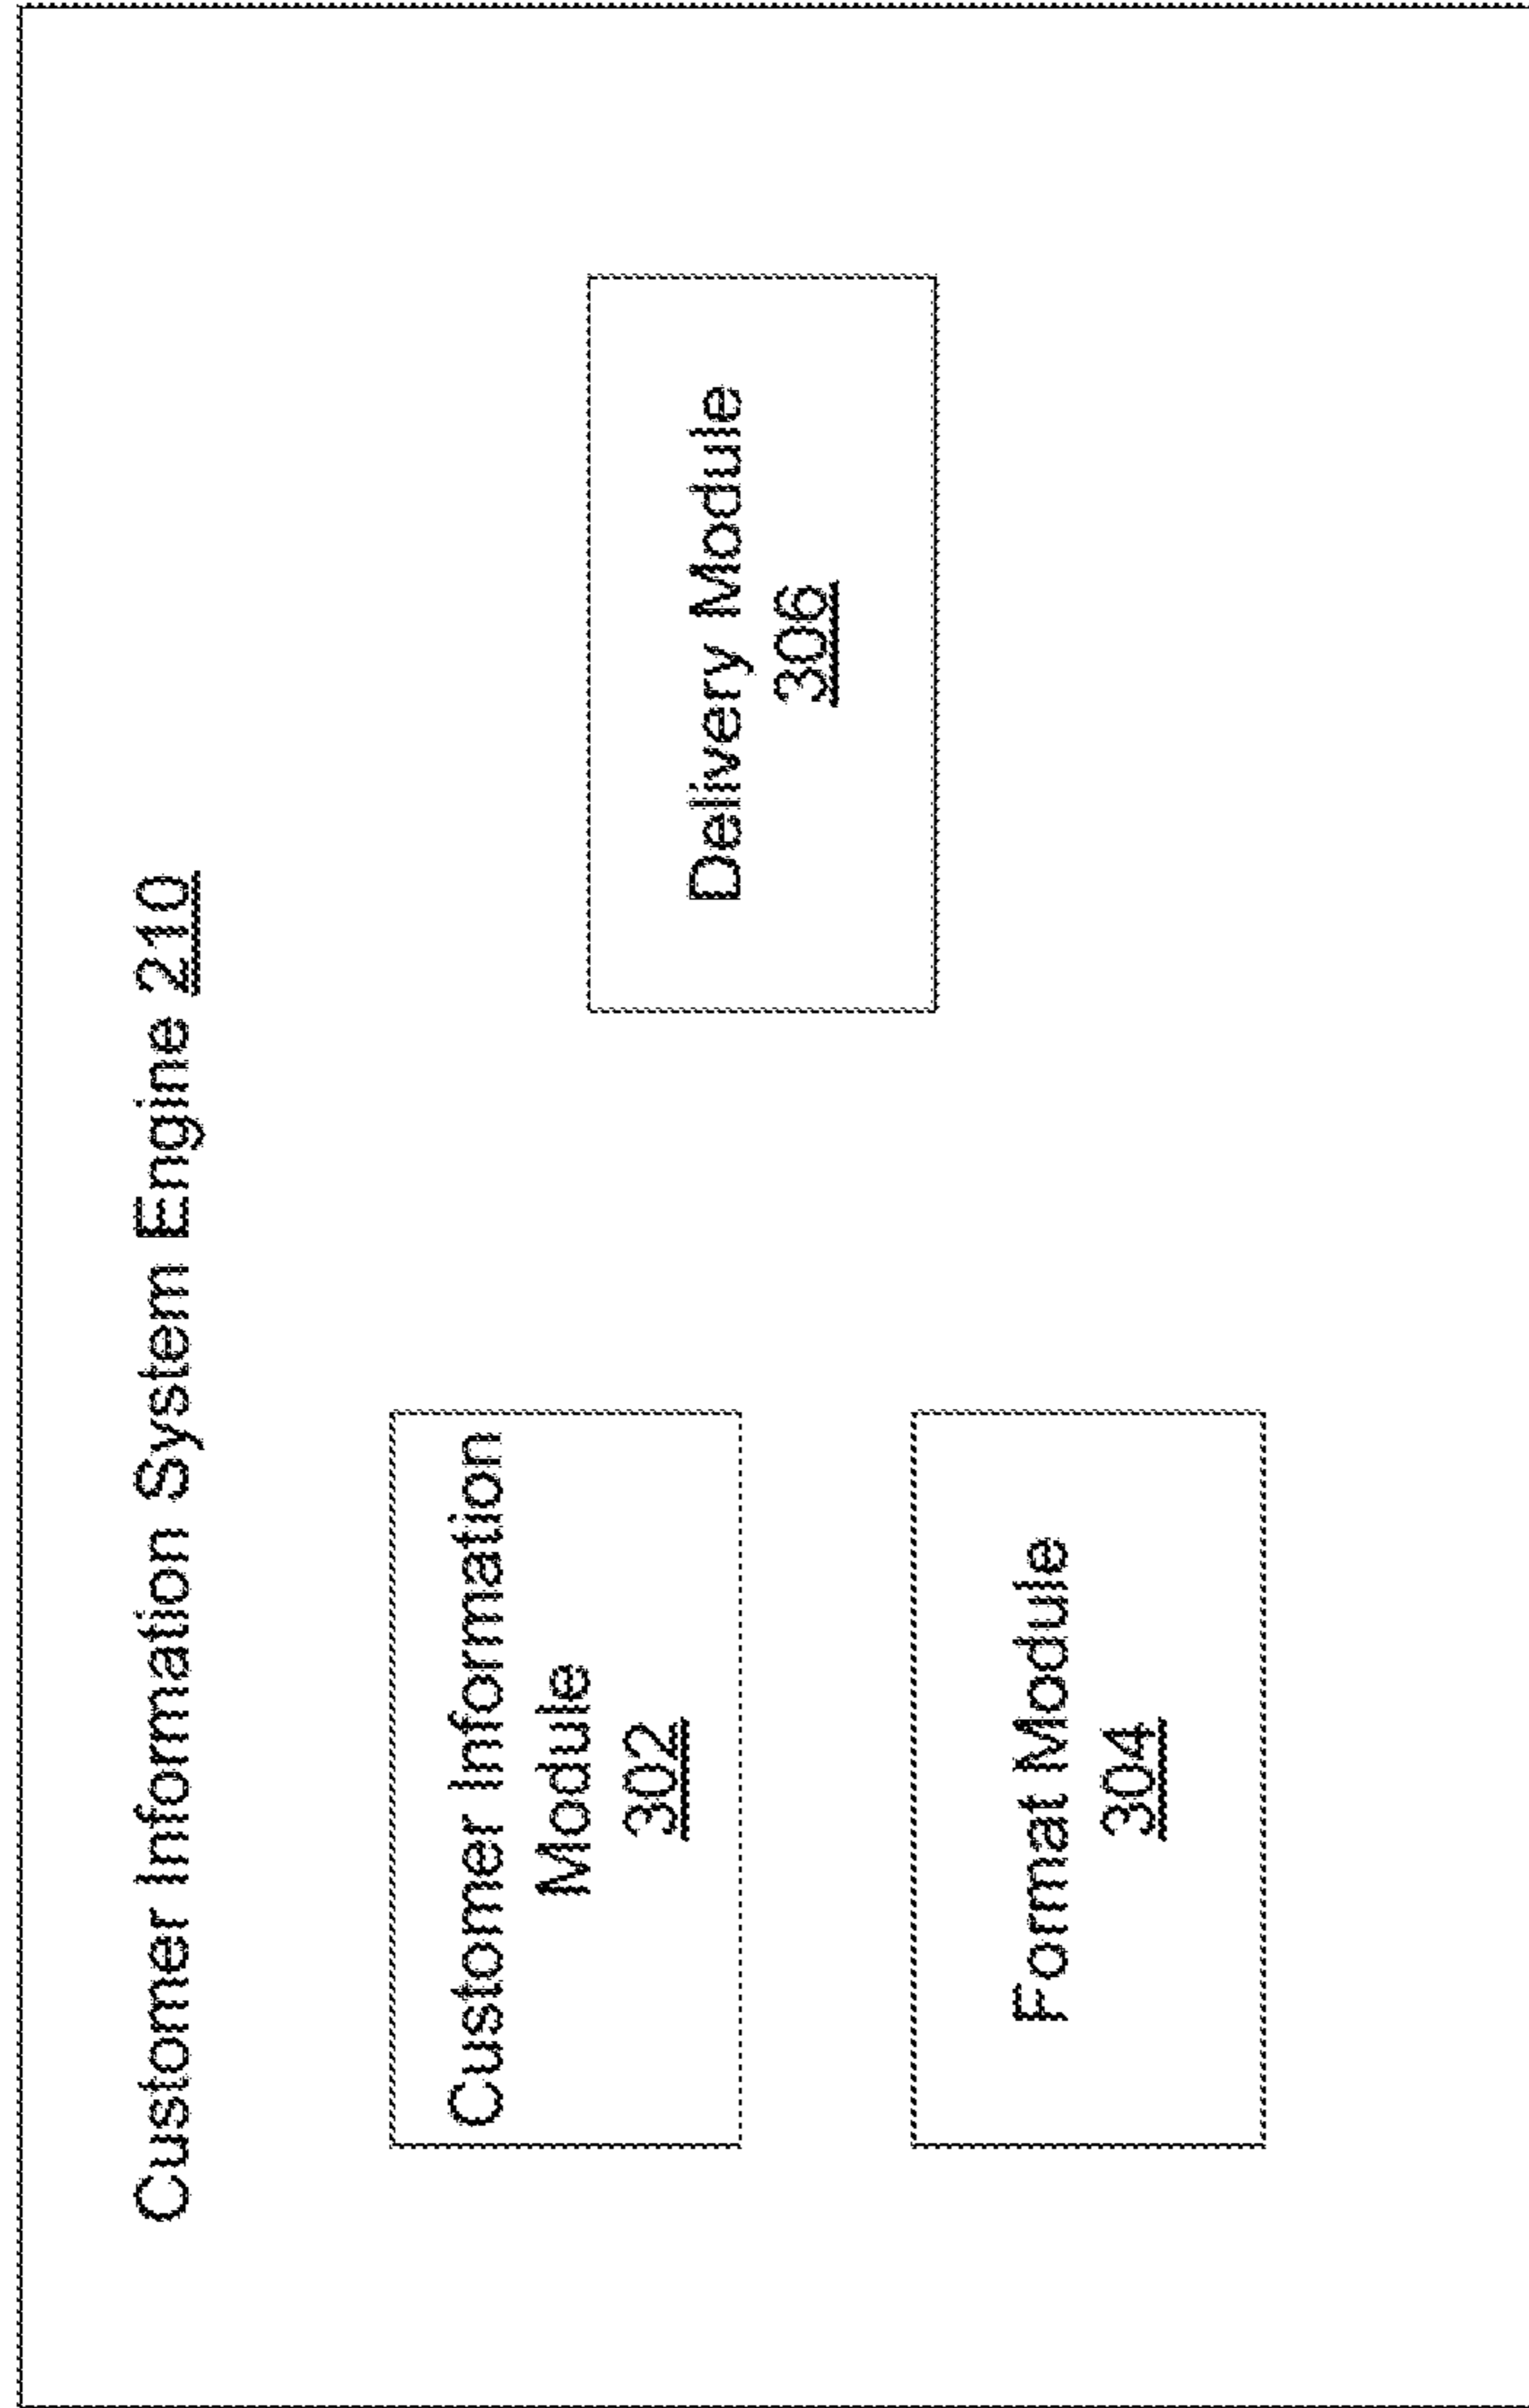 Customer Information System Engine 210
Customer Information
Module
302
Delivery Module
306
Format Module
304